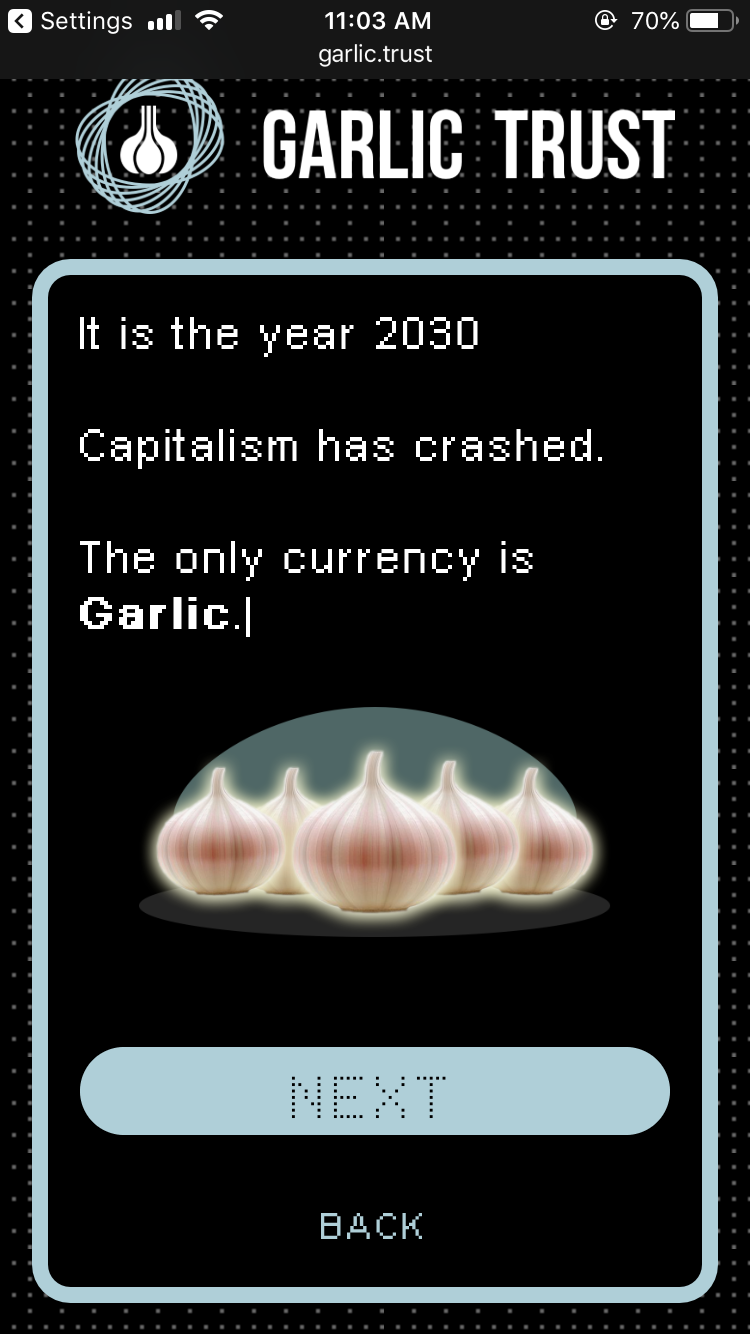 Settings 11:03 AM 70%
garlic.trust
GARLIC TRUST
It is the year 2030
Capitalism has crashed.
The only currency is
Garlic.
NEXT
BACK